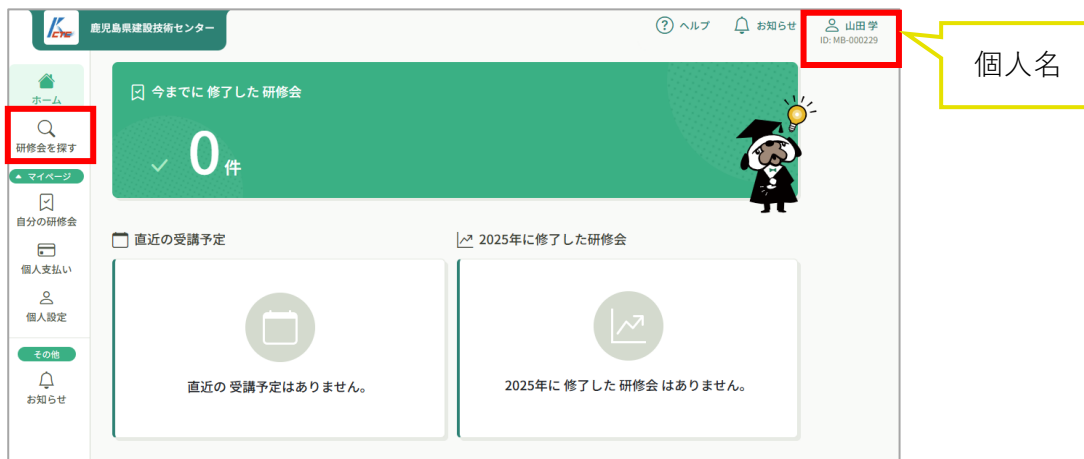 KCTC
鹿児島県建設技術センター
ヘルプ
お知らせ
山田 学
ID: MB-000229
個人名
ホーム
研修会を探す
マイページ
自分の研修会
個人支払い
個人設定
その他
お知らせ
今までに 修了した 研修会
0 件
直近の受講予定
直近の 受講予定はありません。
2025年に修了した研修会
2025年に 修了した 研修会 はありません。